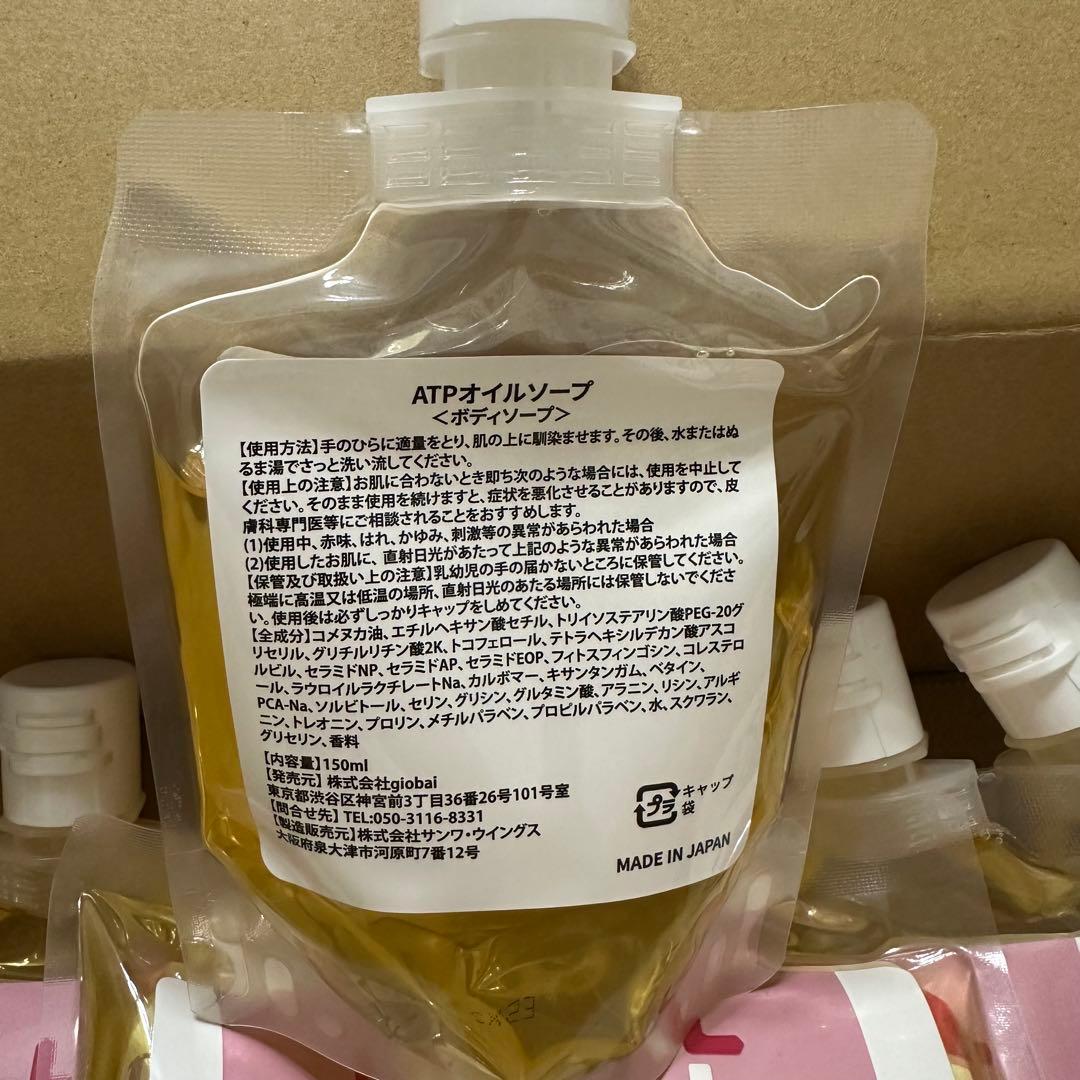 ATPオイルソープ
<ボディソープ>
【使用方法】手のひらに適量をとり、肌の上に馴染ませます。その後、水またはぬ
るま湯でさっと洗い流してください。
【使用上の注意】お肌に合わないとき即ち次のような場合には、使用を中止して
ください。そのまま使用を続けますと、症状を悪化させることがありますので、皮
膚科専門医等にご相談されることをおすすめします。
(1)使用中、赤味、はれ、かゆみ、刺激等の異常があらわれた場合
(2)使用したお肌に、直射日光があたって上記のような異常があらわれた場合
【保管及び取扱い上の注意】乳幼児の手の届かないところに保管してください。
極端に高温又は低温の場所、直射日光のあたる場所には保管しないでくださ
い。使用後は必ずしっかりキャップをしめてください。
【全成分】コメヌカ油、エチルヘキサン酸セチル、トリイソステアリン酸PEG-20グ
リセリル、グリチルリチン酸2K、トコフェロール、テトラヘキシルデカン酸アスコ
ルビル、セラミドNP、セラミドAP、セラミドEOP、フィトスフィンゴシン、コレステロ
ール、ラウロイルラクチレートNa、カルボマー、キサンタンガム、ベタイン、
PCA-Na、ソルビトール、セリン、グリシン、グルタミン酸、アラニン、リシン、アルギ
ニン、トレオニン、プロリン、メチルパラベン、プロピルパラベン、水、スクワラン、
グリセリン、香料
【内容量】150ml
【発売元】株式会社giobai
東京都渋谷区神宮前3丁目36番26号101号室
【問合せ先】TEL:050-3116-8331
【製造販売元】株式会社サンワ・ウイングス
大阪府泉大津市河原町7番12号
プラ
キャップ
袋
MADE IN JAPAN